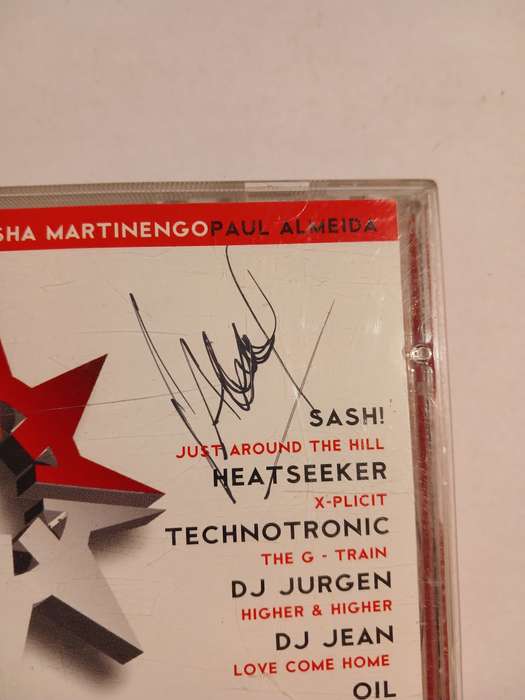 SHA MARTINENGOPAUL ALMEIDA
SASH!
JUST AROUND THE HILL
HEATSEEKER
X-PLICIT
TECHNOTRONIC
THE G - TRAIN
DJ JURGEN
HIGHER & HIGHER
DJ JEAN
LOVE COME HOME
OIL